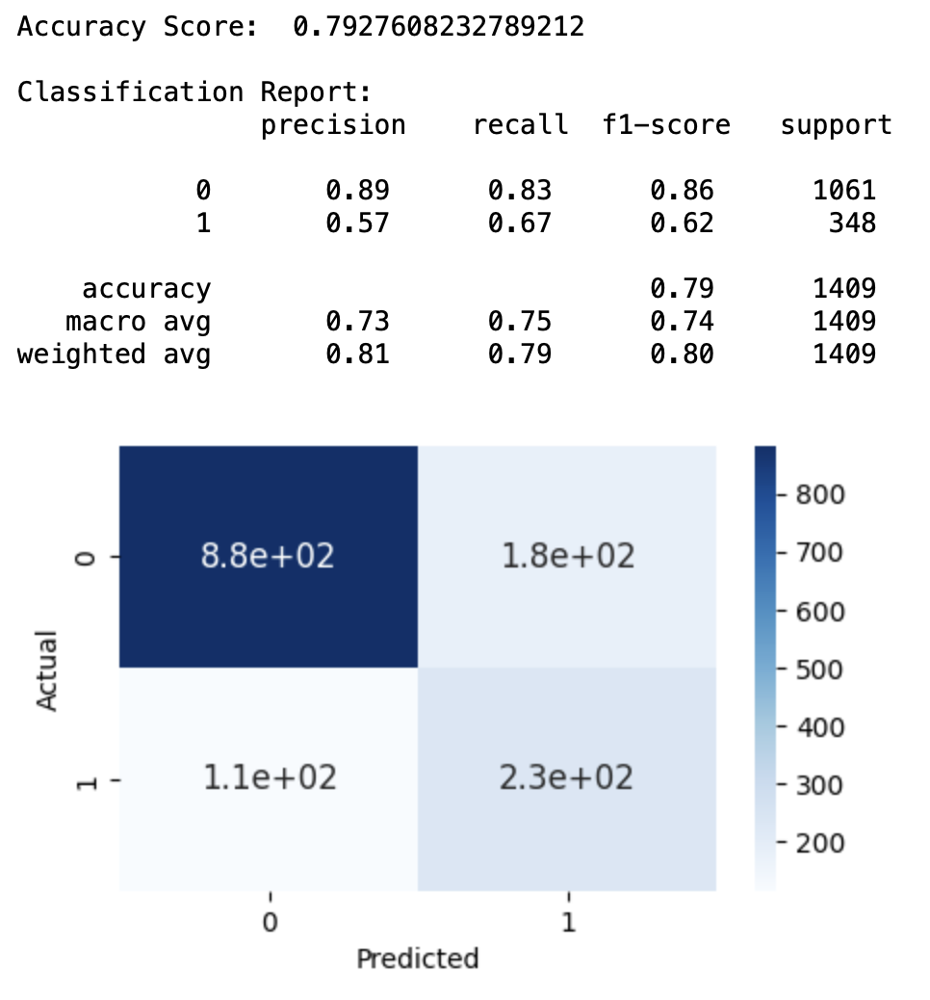 Accuracy Score:  0.7927608232789212
Classification Report:
precision recall f1-score support
0 0.89 0.83 0.86 1061
1 0.57 0.67 0.62 348
accuracy 0.79 1409
macro avg 0.73 0.75 0.74 1409
weighted avg 0.81 0.79 0.80 1409
800
0 8.8e+02 1.8e+02
700
600
500
Actual
400
1 1.1e+02 2.3e+02
300
200
0 1
Predicted